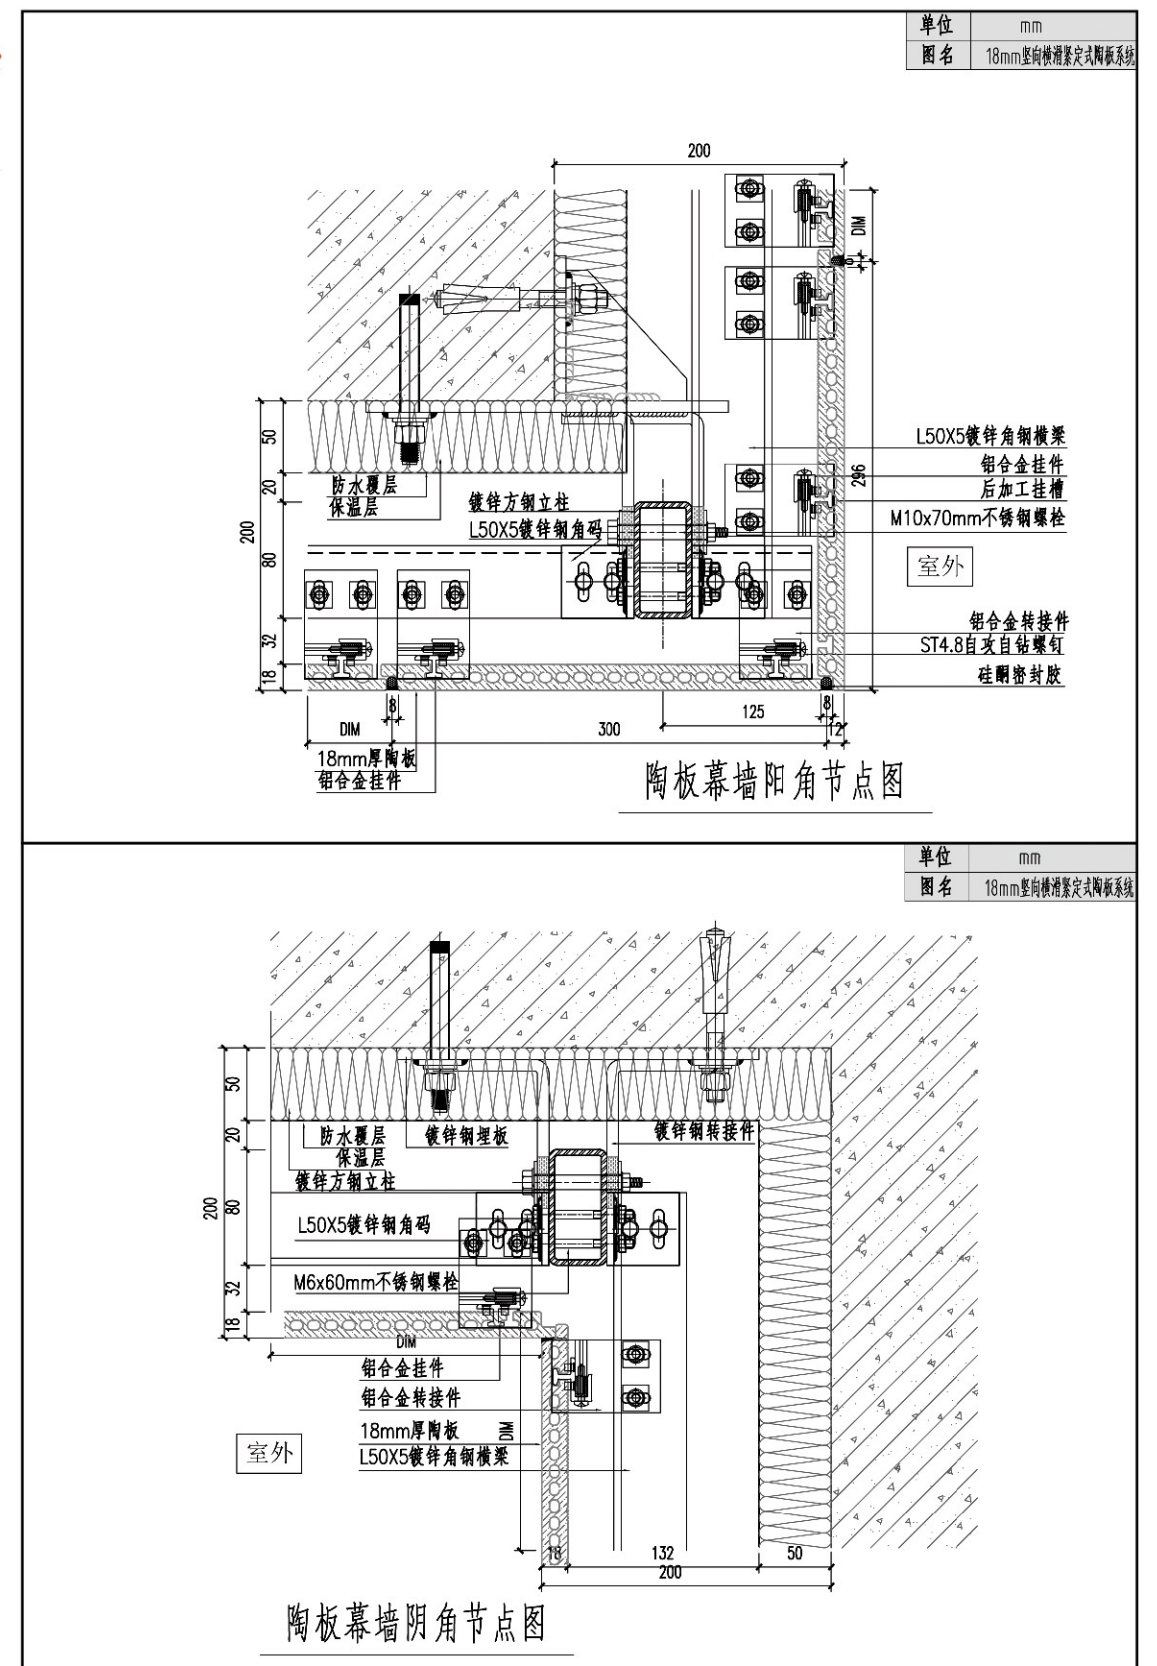 单位 mm
图名 18mm竖向横滑紧定式陶板系统
200
DIM
8
50
20
200
80
32
18
防水覆层
保温层
镀锌方钢立柱
L50X5镀锌钢角码
L50X5镀锌角钢横梁
铝合金挂件
296
后加工挂槽
M10x70mm不锈钢螺栓
室外
铝合金转接件
ST4.8自攻自钻螺钉
硅酮密封胶
8
8
125
DIM
300
12
18mm厚陶板
铝合金挂件
陶板幕墙阳角节点图
单位 mm
图名 18mm竖向横滑紧定式陶板系统
50
20
200
80
32
18
防水覆层
镀锌钢埋板
镀锌钢转接件
保温层
镀锌方钢立柱
L50X5镀锌钢角码
M6x60mm不锈钢螺栓
DIM
铝合金挂件
铝合金转接件
18mm厚陶板
DIM
L50X5镀锌角钢横梁
室外
18
132
50
200
陶板幕墙阴角节点图